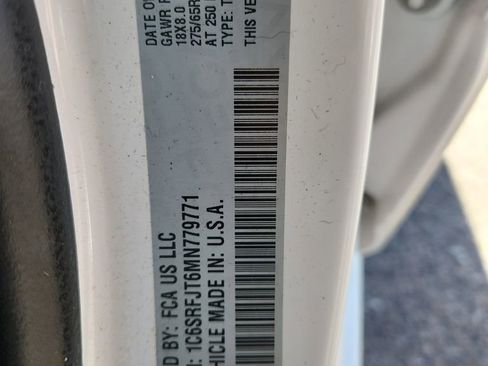 DATE O
GAWR
18X8.0
275/65R
AT 250
TYPE: T
THIS VE
D BY: FCA US LLC
: 1C6SRFJT6MN779771
HICLE MADE IN: U.S.A.